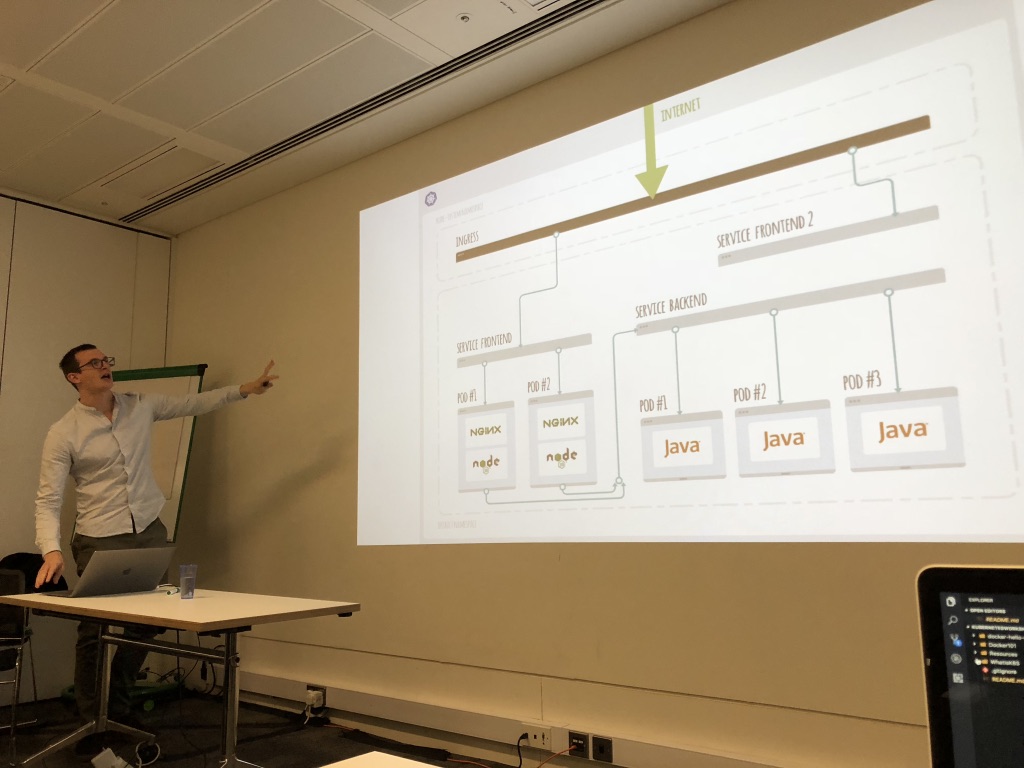 INTERNET
INGRESS
SERVICE FRONTEND 2
SERVICE BACKEND
SERVICE FRONTEND
POD #1
POD #2
NGINX
node
NGINX
node
POD #1
POD #2
POD #3
Java
Java
Java
EXPLORER
OPEN EDITORS
README.md
Docker101
Resources
.gitignore
README.md